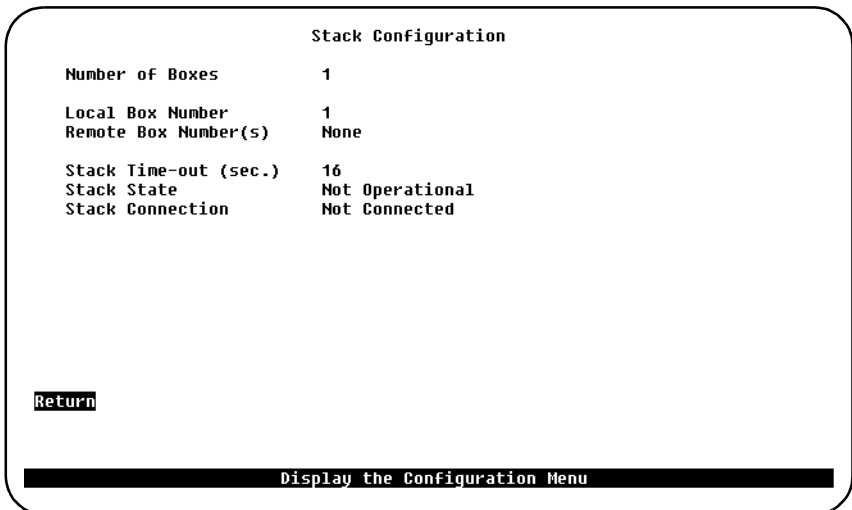 Stack Configuration
Number of Boxes 1
Local Box Number 1
Remote Box Number(s) None
Stack Time-out (sec.) 16
Stack State Not Operational
Stack Connection Not Connected
Return
Display the Configuration Menu